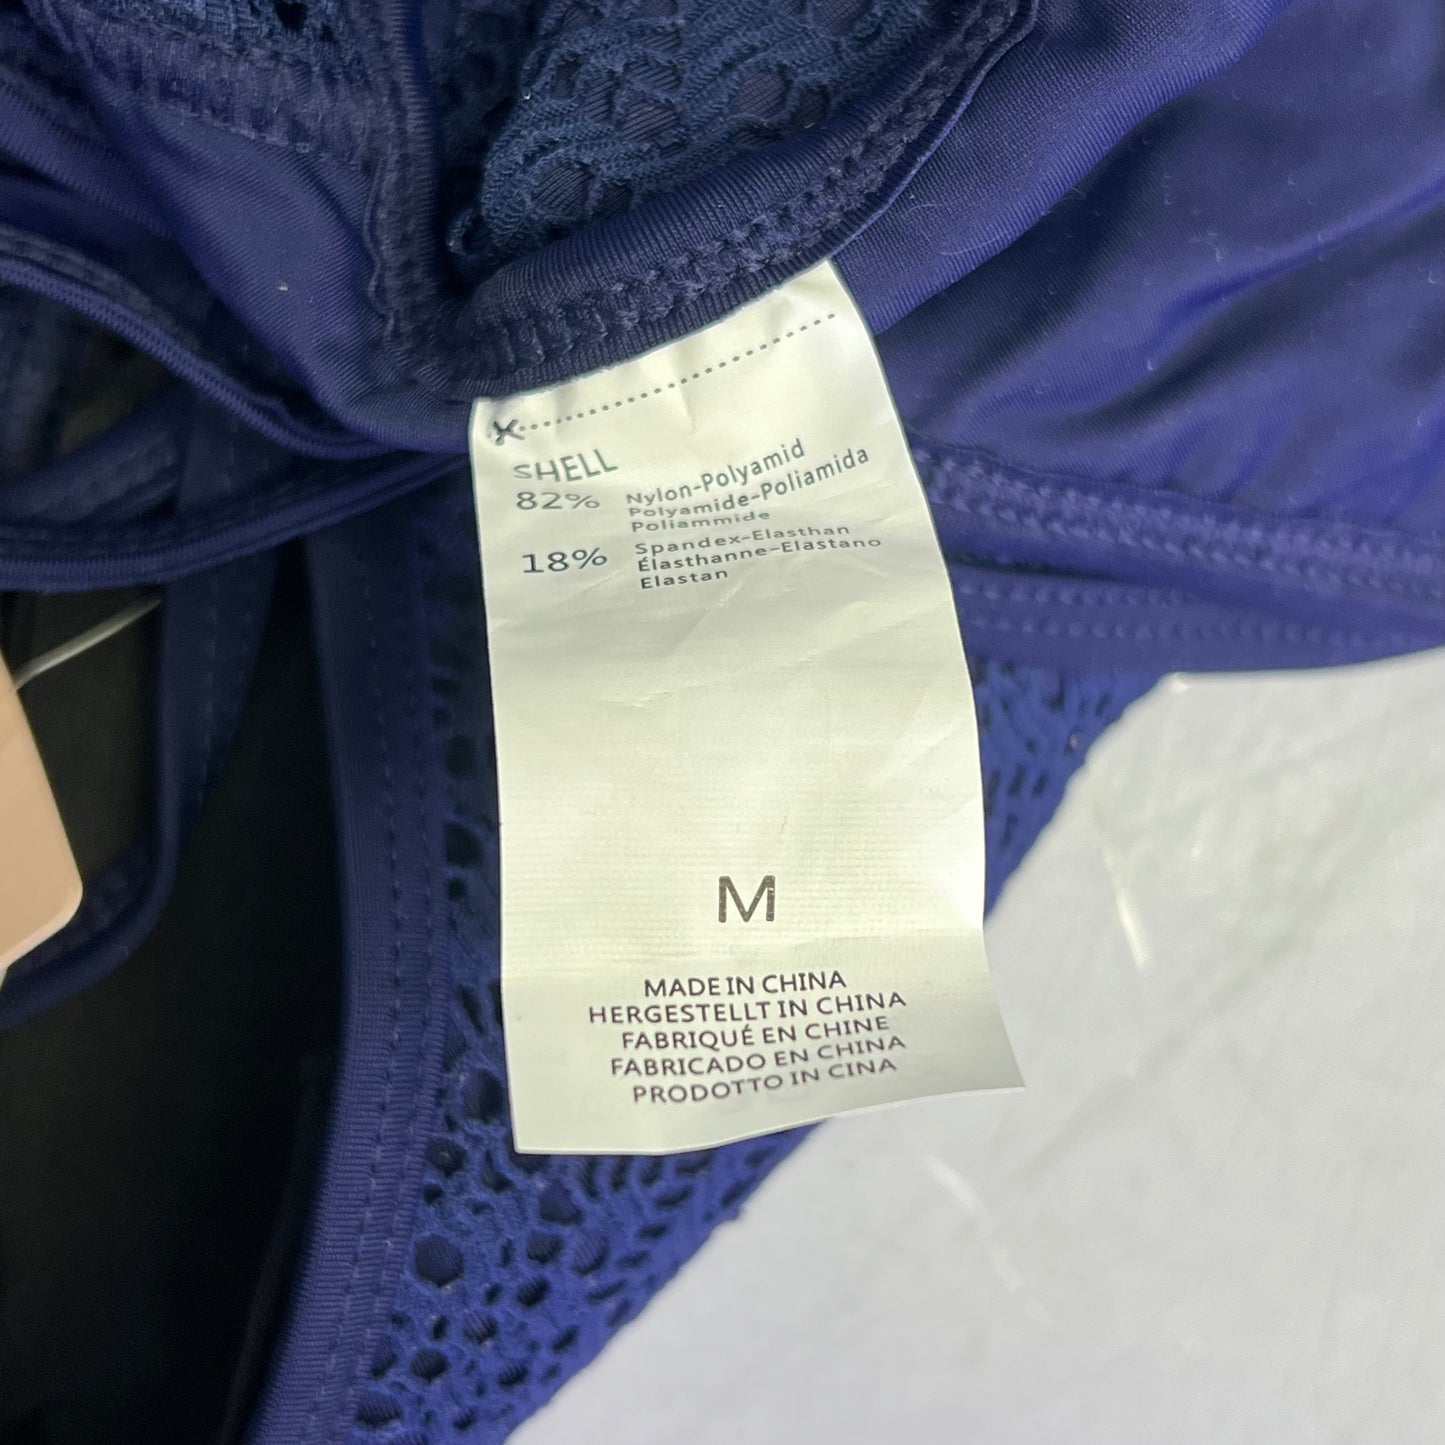 SHELL
82% Nylon-Polyamid
Polyamide-Poliamida
Poliammide
18% Spandex-Elasthan
Élasthanne-Elastano
Elastan
M
MADE IN CHINA
HERGESTELLT IN CHINA
FABRIQUÉ EN CHINE
FABRICADO EN CHINA
PRODOTTO IN CINA